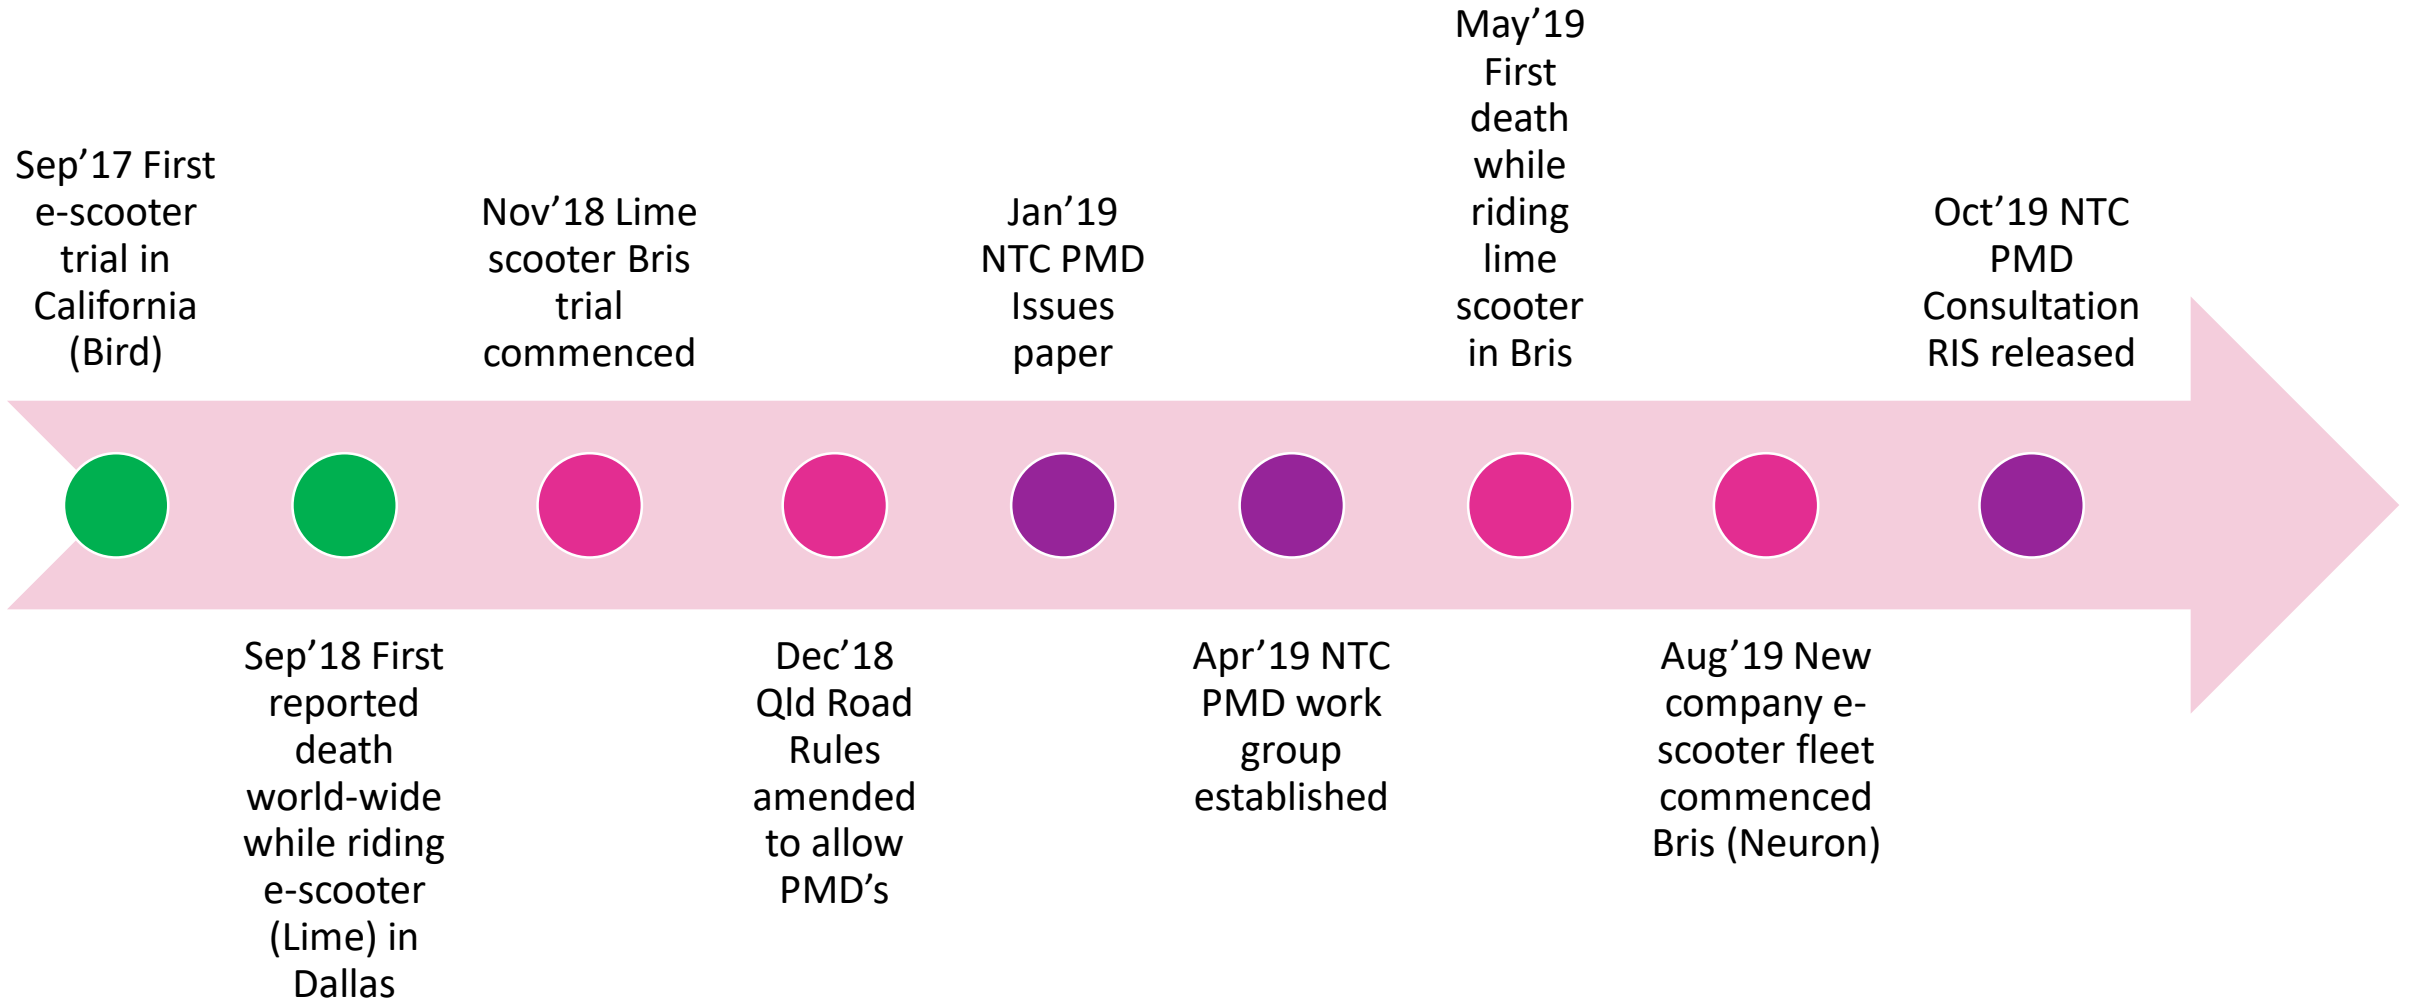 Sep’17 First
e-scooter
trial in
California
(Bird)
Sep’18 First
reported
death
world-wide
while riding
e-scooter
(Lime) in
Dallas
Nov’18 Lime
scooter Bris
trial
commenced
Dec’18
Qld Road
Rules
amended
to allow
PMD’s
Jan’19
NTC PMD
Issues
paper
Apr’19 NTC
PMD work
group
established
May’19
First
death
while
riding
lime
scooter
in Bris
Aug’19 New
company e-
scooter fleet
commenced
Bris (Neuron)
Oct’19 NTC
PMD
Consultation
RIS released